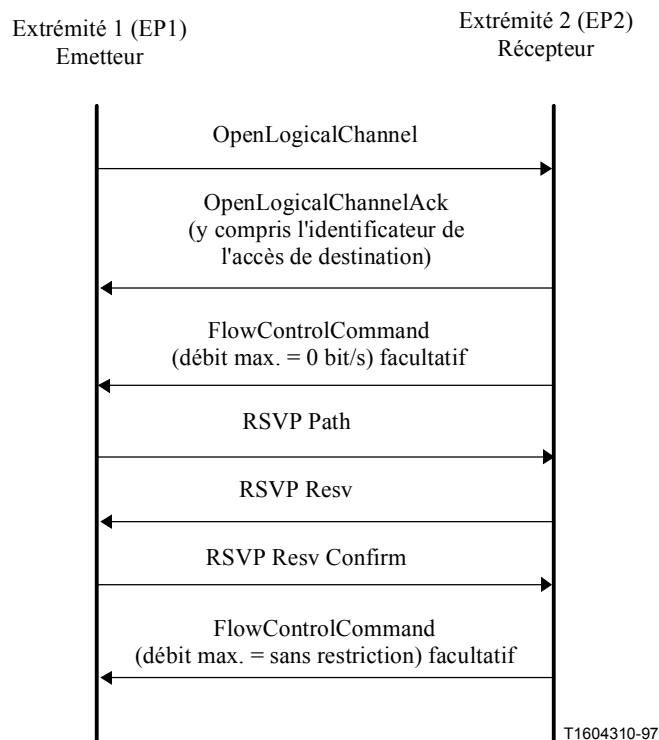 Extrémité 1 (EP1)
Emetteur
Extrémité 2 (EP2)
Récepteur
OpenLogicalChannel
OpenLogicalChannelAck
(y compris l'identificateur de
l'accès de destination)
FlowControlCommand
(débit max. = 0 bit/s) facultatif
RSVP Path
RSVP Resv
RSVP Resv Confirm
FlowControlCommand
(débit max. = sans restriction) facultatif
T1604310-97